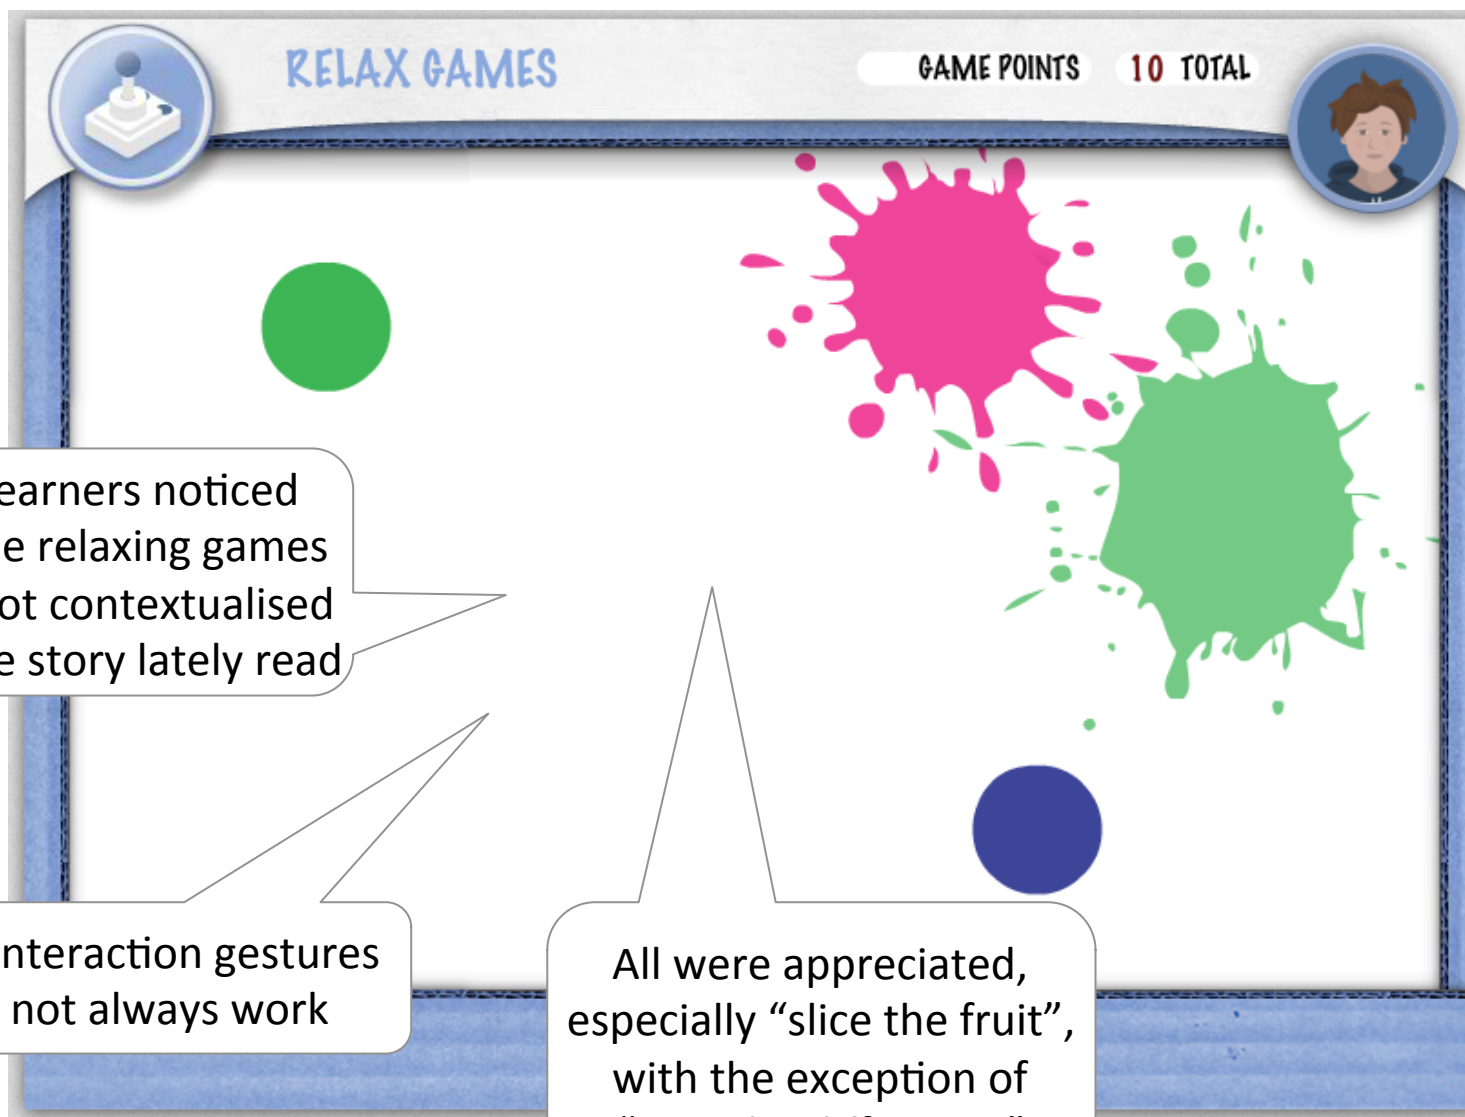 RELAX GAMES
GAME POINTS 10 TOTAL
earners noticed
e relaxing games
ot contextualised
e story lately read
nteraction gestures
not always work
All were appreciated,
especially “slice the fruit”,
with the exception of